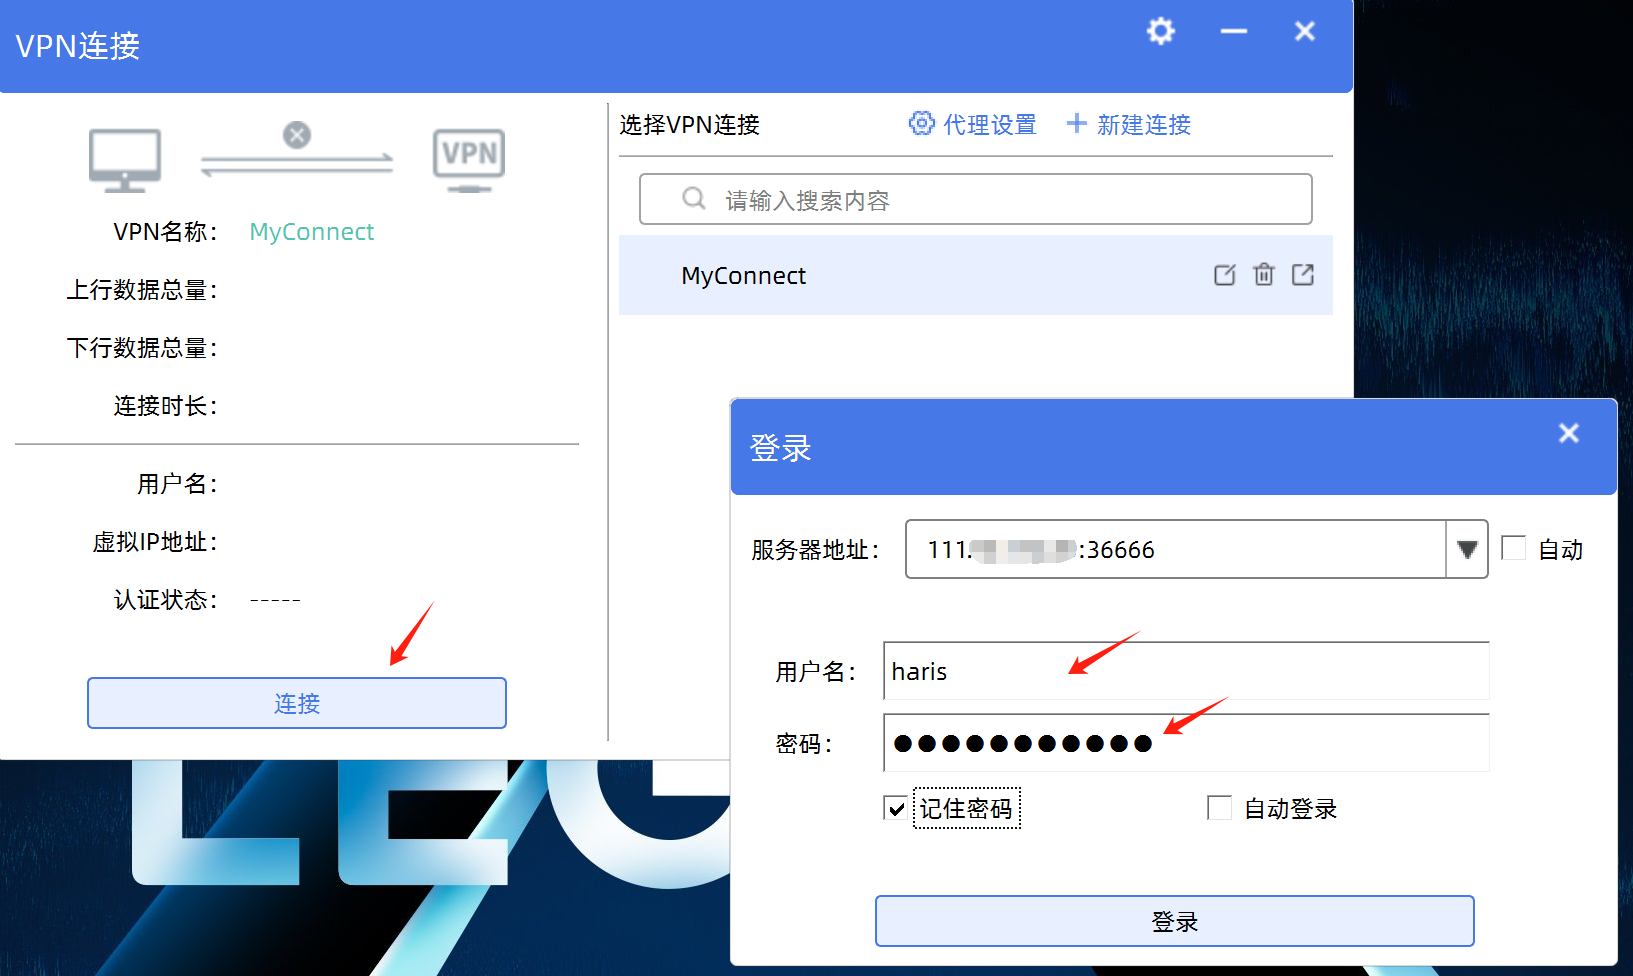 VPN连接
VPN
VPN名称： MyConnect
上行数据总量：
下行数据总量：
连接时长：
用户名：
虚拟IP地址：
认证状态： -----
连接
选择VPN连接 代理设置 新建连接
请输入搜索内容
MyConnect
登录
服务器地址： 111. :36666 自动
用户名： haris
密码： ●●●●●●●●●●●
记住密码 自动登录
登录